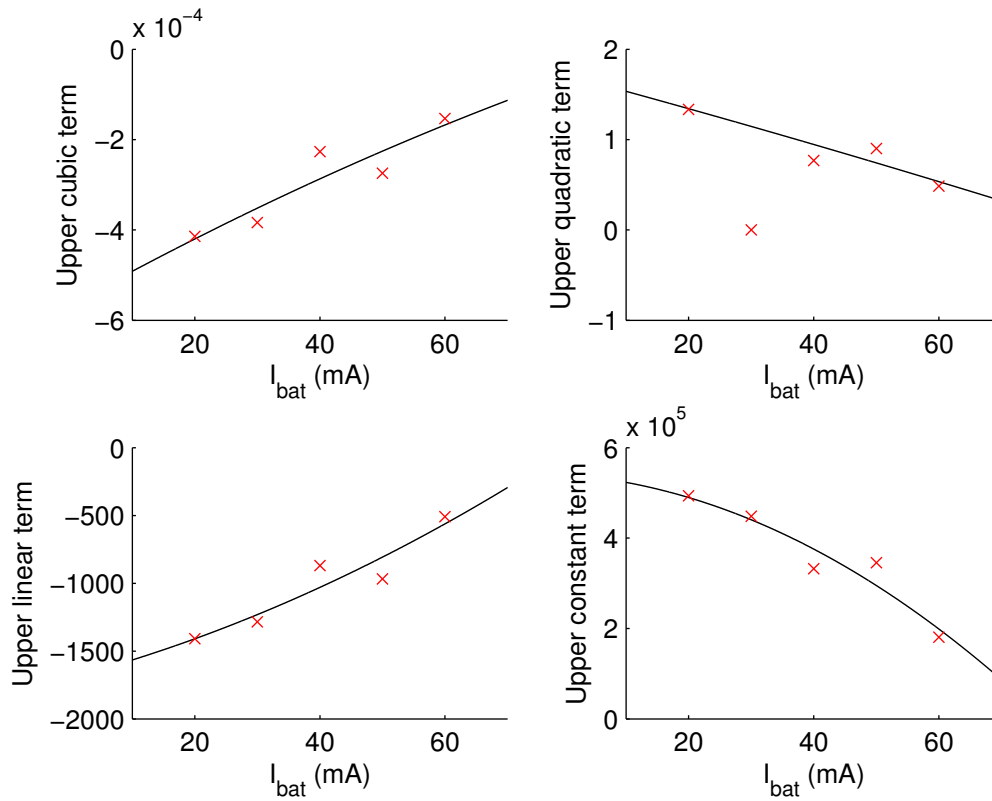 x 10⁻⁴
0
−2
−4
−6
20 40 60
I_bat (mA)
Upper cubic term
2
1
0
−1
20 40 60
I_bat (mA)
Upper quadratic term
0
−500
−1000
−1500
−2000
20 40 60
I_bat (mA)
Upper linear term
x 10⁵
6
4
2
0
20 40 60
I_bat (mA)
Upper constant term